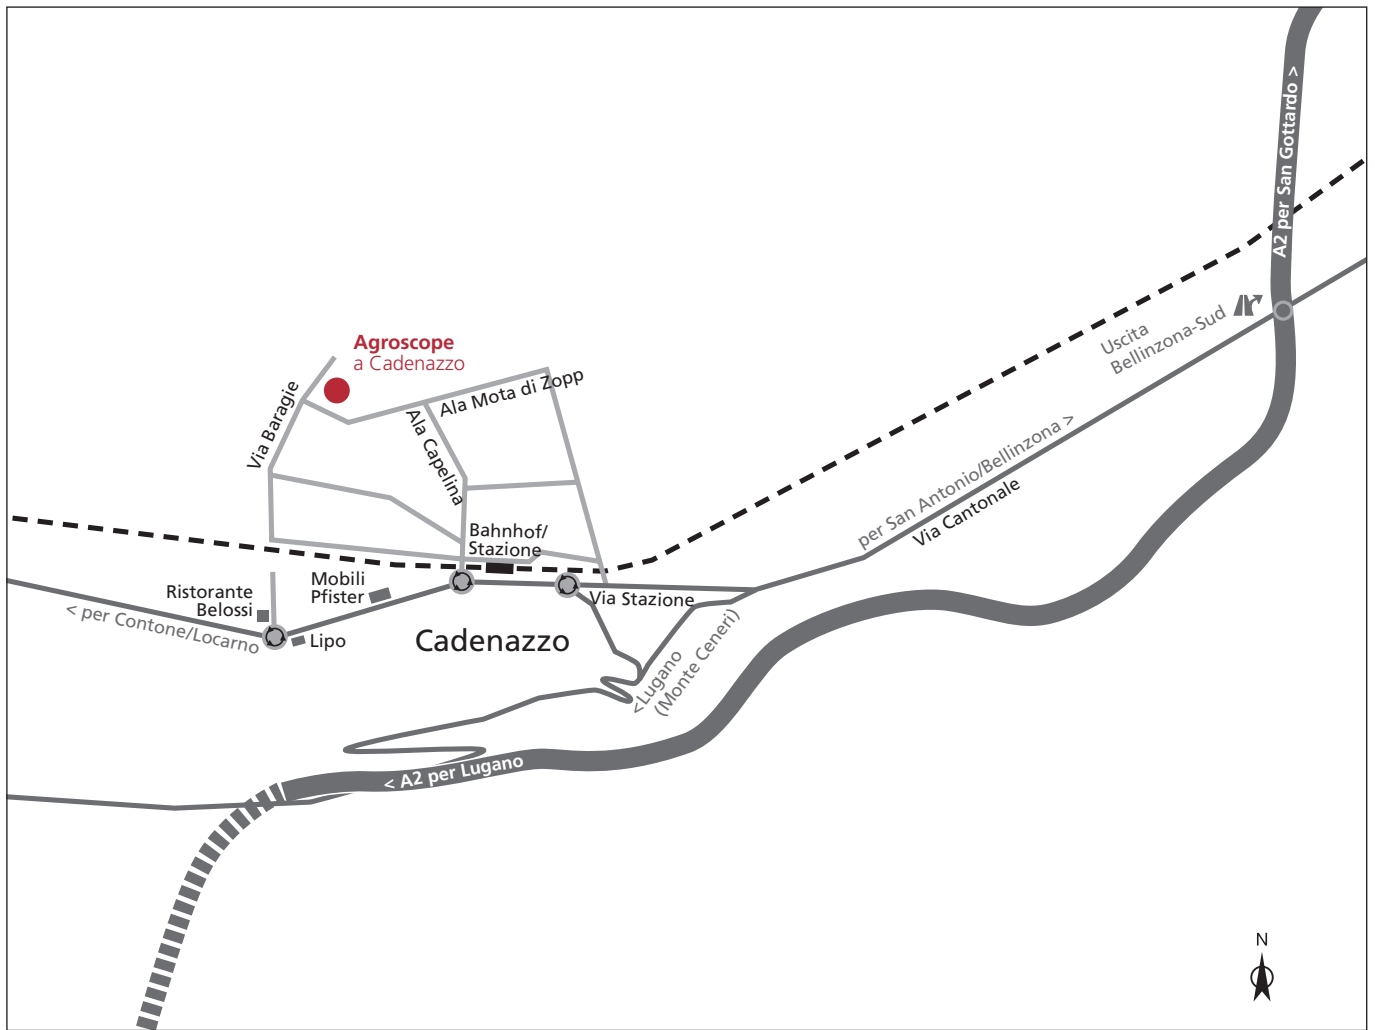 A2 per San Gottardo >
Uscita
Bellinzona-Sud
Agroscope
a Cadenazzo
Via Baragie
Ala Mota di Zopp
Ala Capelina
per San Antonio/Bellinzona >
Via Cantonale
Bahnhof/
Stazione
Mobili
Pfister
Ristorante
Belossi
< per Contone/Locarno
Lipo
Via Stazione
Cadenazzo
<Lugano
(Monte Ceneri)
< A2 per Lugano
N